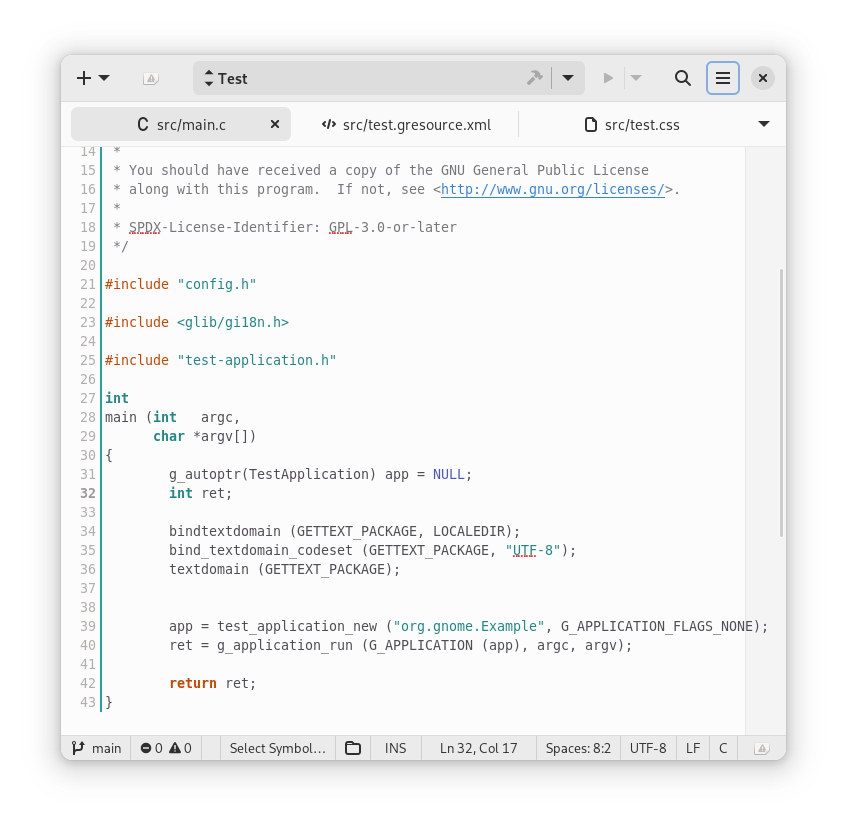 Test
src/main.c
src/test.gresource.xml
src/test.css
14 *
15 * You should have received a copy of the GNU General Public License
16 * along with this program.  If not, see <http://www.gnu.org/licenses/>.
17 *
18 * SPDX-License-Identifier: GPL-3.0-or-later
19 */
20
21 #include "config.h"
22
23 #include <glib/gi18n.h>
24
25 #include "test-application.h"
26
27 int
28 main (int   argc,
29       char *argv[])
30 {
31         g_autoptr(TestApplication) app = NULL;
32         int ret;
33
34         bindtextdomain (GETTEXT_PACKAGE, LOCALEDIR);
35         bind_textdomain_codeset (GETTEXT_PACKAGE, "UTF-8");
36         textdomain (GETTEXT_PACKAGE);
37
38
39         app = test_application_new ("org.gnome.Example", G_APPLICATION_FLAGS_NONE);
40         ret = g_application_run (G_APPLICATION (app), argc, argv);
41
42         return ret;
43 }
main 0 0 Select Symbol... INS Ln 32, Col 17 Spaces: 8:2 UTF-8 LF C